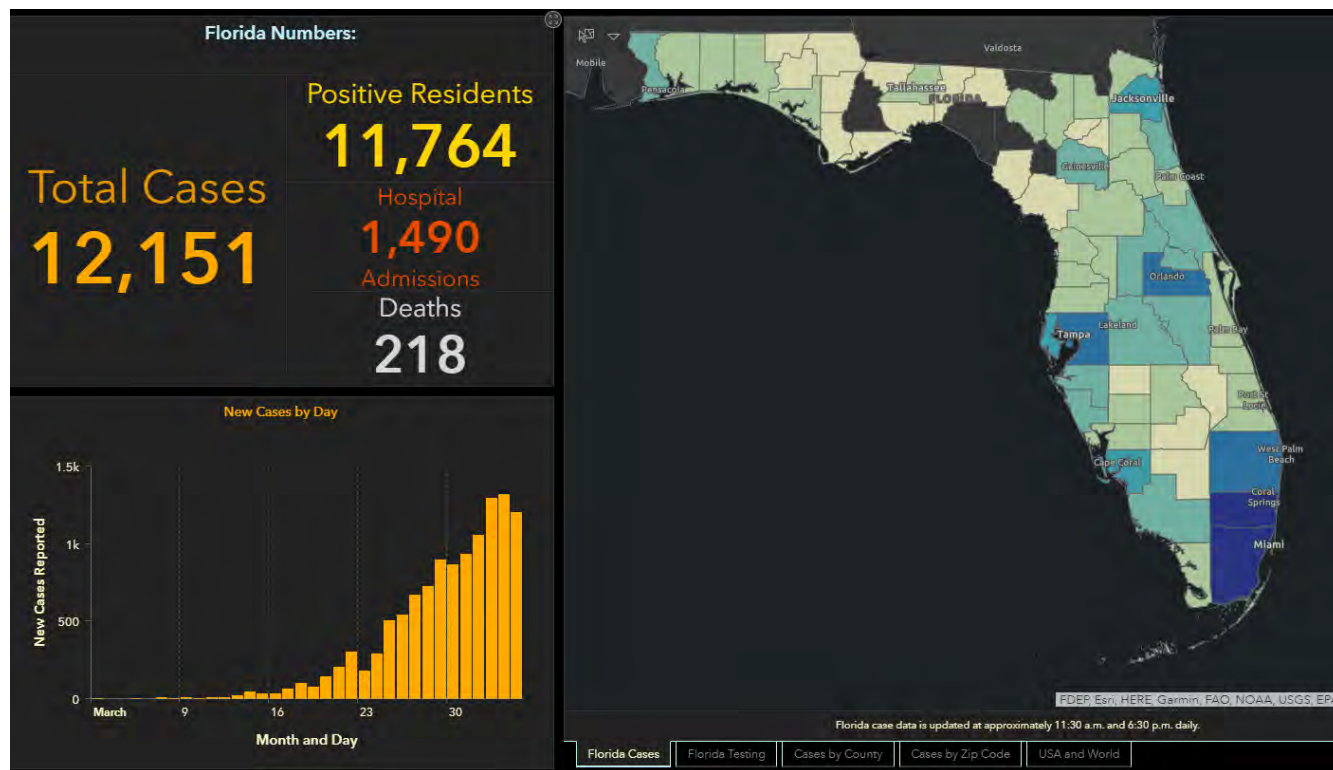 Florida Numbers:
Total Cases
12,151
Positive Residents
11,764
Hospital
1,490
Admissions
Deaths
218
New Cases by Day
1.5k
1k
500
0
New Cases Reported
March
9
16
23
30
Month and Day
Valdosta
Mobile
Pensacola
Tallahassee
FLORIDA
Jacksonville
Gainesville
Palm Coast
Orlando
Lakeland
Tampa
Palm Bay
Port St.
Lucie
Cape Coral
West Palm
Beach
Coral
Springs
Miami
FDEP, Esri, HERE, Garmin, FAO, NOAA, USGS, EPA
Florida case data is updated at approximately 11:30 a.m. and 6:30 p.m. daily.
Florida Cases
Florida Testing
Cases by County
Cases by Zip Code
USA and World